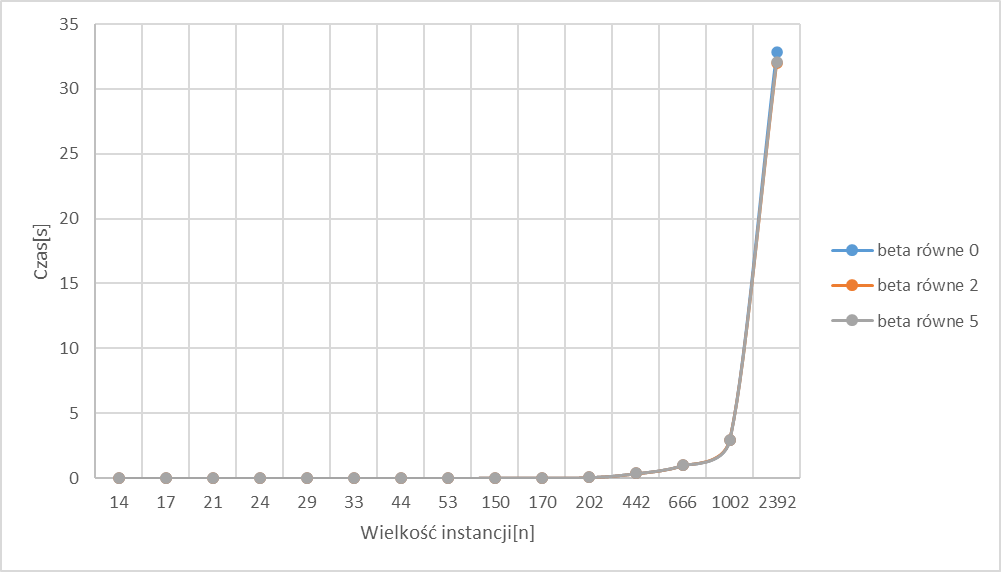 35
30
25
20
15
10
5
0
Czas[s]
14 17 21 24 29 33 44 53 150 170 202 442 666 1002 2392
Wielkość instancji[n]
beta równe 0
beta równe 2
beta równe 5